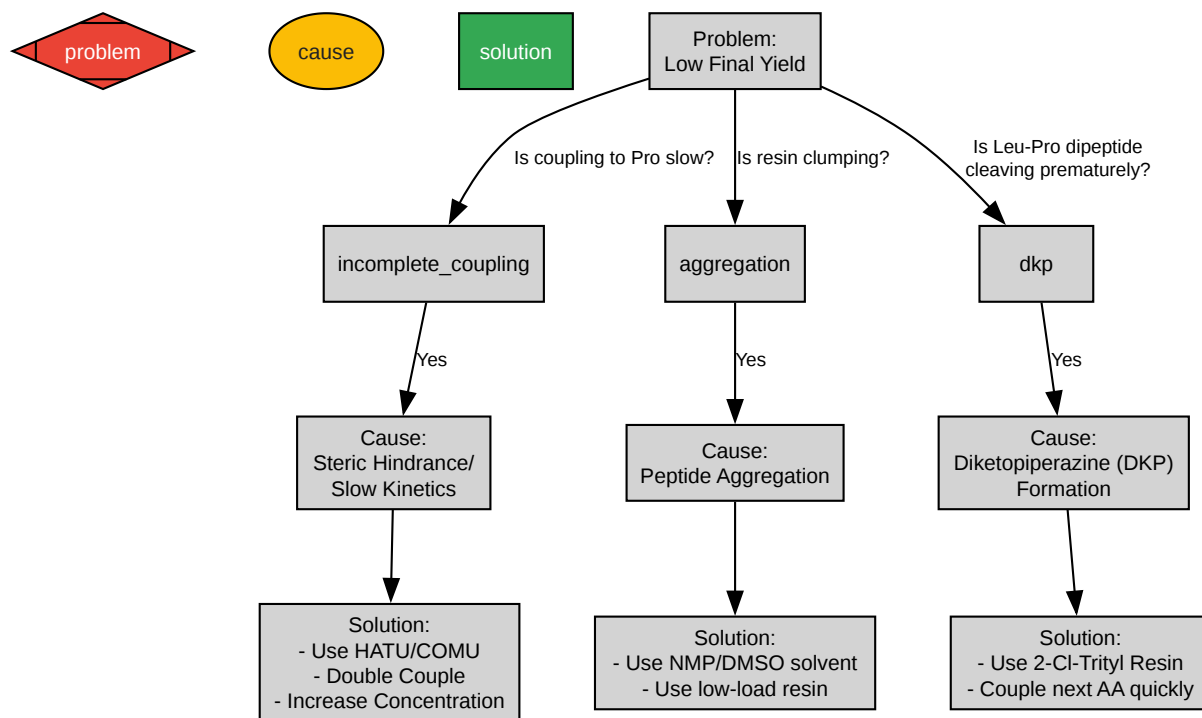 problem
cause
solution
Problem:
Low Final Yield
Is coupling to Pro slow?
Is resin clumping?
Is Leu-Pro dipeptide
cleaving prematurely?
incomplete_coupling
aggregation
dkp
Yes
Yes
Yes
Cause:
Steric Hindrance/
Slow Kinetics
Cause:
Peptide Aggregation
Cause:
Diketopiperazine (DKP)
Formation
Solution:
- Use HATU/COMU
- Double Couple
- Increase Concentration
Solution:
- Use NMP/DMSO solvent
- Use low-load resin
Solution:
- Use 2-Cl-Trityl Resin
- Couple next AA quickly